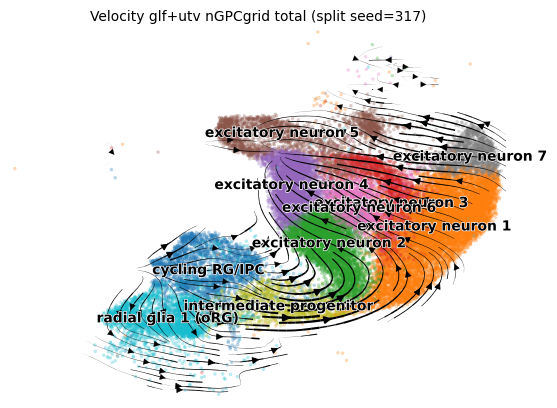 Velocity glf+utv nGPCgrid total (split seed=317)
excitatory neuron 5
excitatory neuron 7
excitatory neuron 4
excitatory neuron 3
excitatory neuron 6
excitatory neuron 1
excitatory neuron 2
cycling RG/IPC
intermediate progenitor
radial glia 1 (oRG)